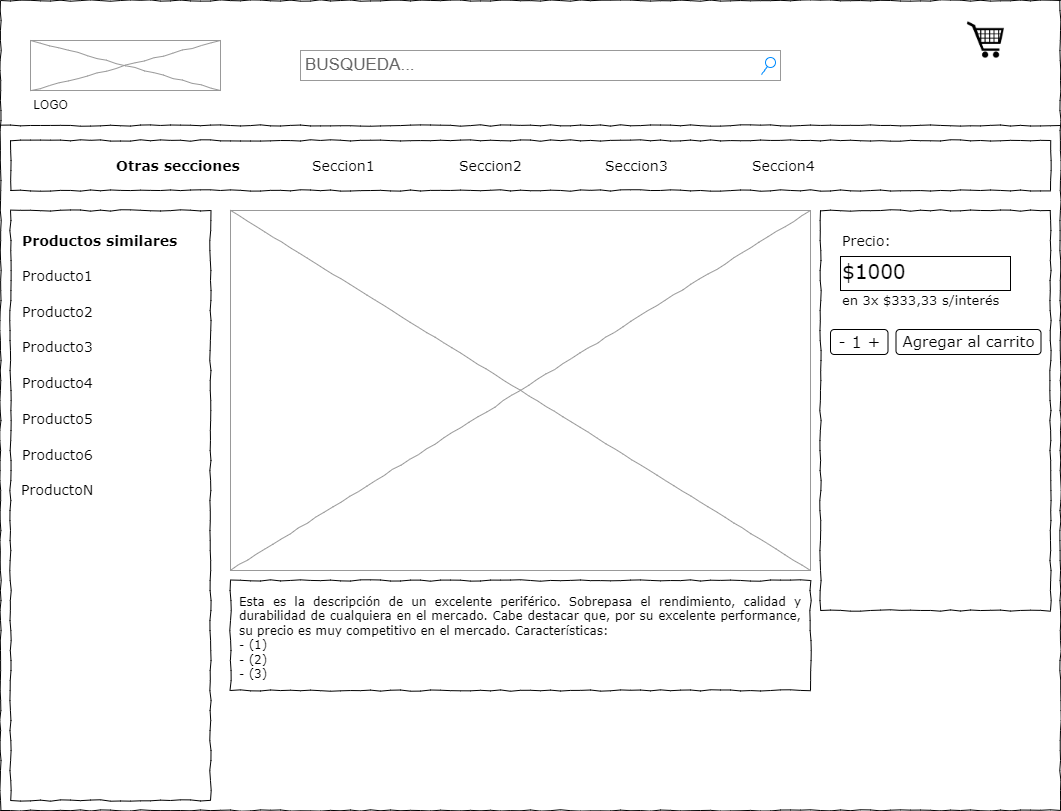 BUSQUEDA...
LOGO
Otras secciones
Seccion1
Seccion2
Seccion3
Seccion4
Productos similares
Producto1
Producto2
Producto3
Producto4
Producto5
Producto6
ProductoN
Esta es la descripción de un excelente periférico. Sobrepasa el rendimiento, calidad y
durabilidad de cualquiera en el mercado. Cabe destacar que, por su excelente performance,
su precio es muy competitivo en el mercado. Características:
- (1)
- (2)
- (3)
Precio:
$1000
en 3x $333,33 s/interés
- 1 +
Agregar al carrito